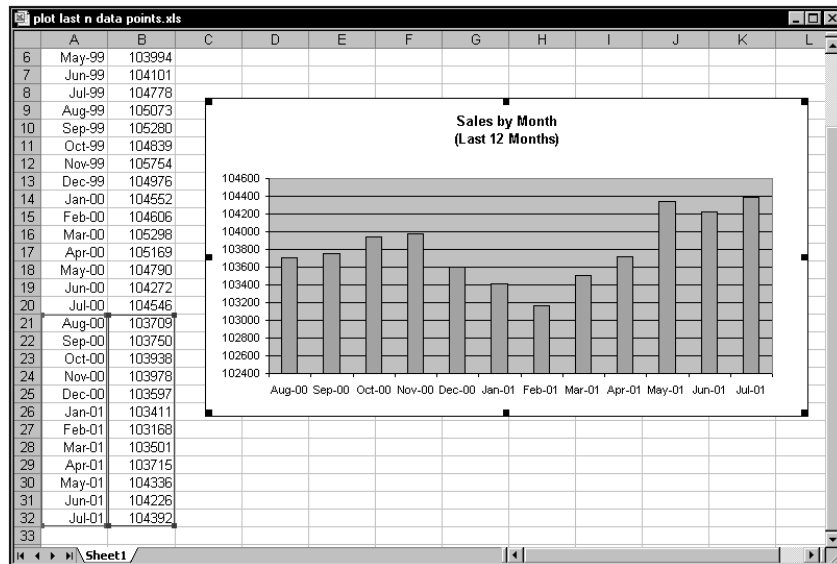 plot last n data points.xls
A B C D E F G H I J K L
6 May-99 103994
7 Jun-99 104101
8 Jul-99 104778
9 Aug-99 105073
10 Sep-99 105280
11 Oct-99 104839
12 Nov-99 105754
13 Dec-99 104976
14 Jan-00 104552
15 Feb-00 104606
16 Mar-00 105298
17 Apr-00 105169
18 May-00 104790
19 Jun-00 104272
20 Jul-00 104546
21 Aug-00 103709
22 Sep-00 103750
23 Oct-00 103938
24 Nov-00 103978
25 Dec-00 103597
26 Jan-01 103411
27 Feb-01 103168
28 Mar-01 103501
29 Apr-01 103715
30 May-01 104336
31 Jun-01 104226
32 Jul-01 104392
33
Sales by Month
(Last 12 Months)
104600
104400
104200
104000
103800
103600
103400
103200
103000
102800
102600
102400
Aug-00 Sep-00 Oct-00 Nov-00 Dec-00 Jan-01 Feb-01 Mar-01 Apr-01 May-01 Jun-01 Jul-01
Sheet1